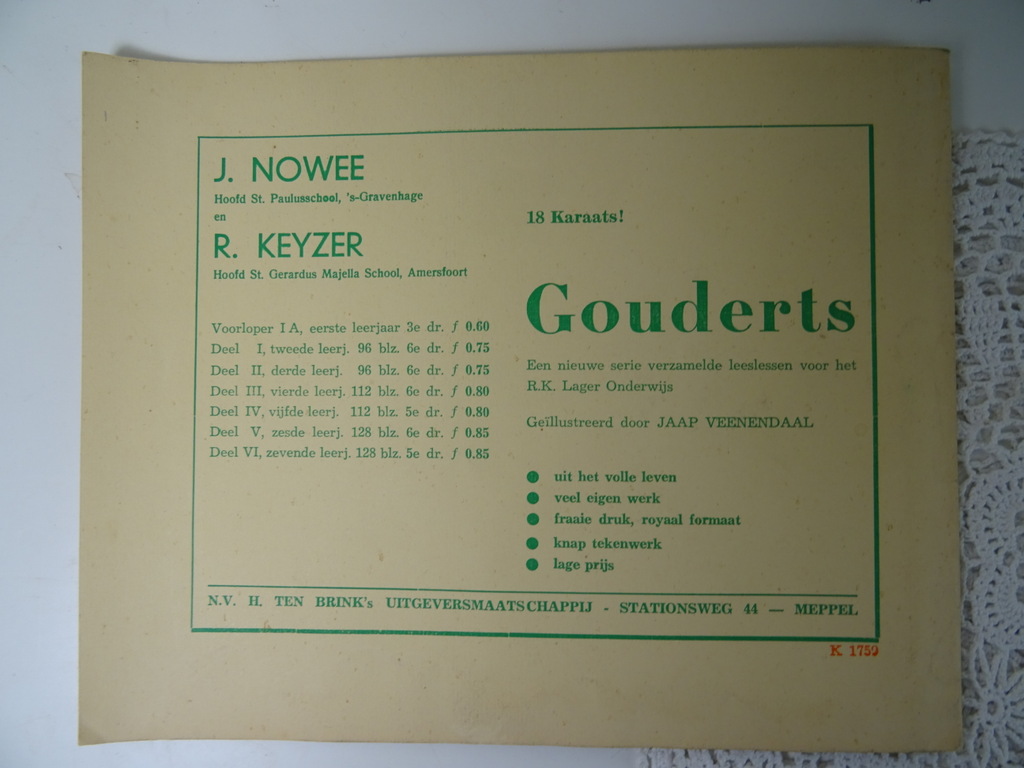 J. NOWEE
Hoofd St. Paulusschool, 's-Gravenhage
en
R. KEYZER
Hoofd St. Gerardus Majella School, Amersfoort
Voorloper I A, eerste leerjaar 3e dr. f 0.60
Deel I, tweede leerj. 96 blz. 6e dr. f 0.75
Deel II, derde leerj. 96 blz. 6e dr. f 0.75
Deel III, vierde leerj. 112 blz. 6e dr. f 0.80
Deel IV, vijfde leerj. 112 blz. 5e dr. f 0.80
Deel V, zesde leerj. 128 blz. 6e dr. f 0.85
Deel VI, zevende leerj. 128 blz. 5e dr. f 0.85
18 Karaats!
Gouderts
Een nieuwe serie verzamelde leeslessen voor het
R.K. Lager Onderwijs
Geïllustreerd door JAAP VEENENDAAL
● uit het volle leven
● veel eigen werk
● fraaie druk, royaal formaat
● knap tekenwerk
● lage prijs
N.V. H. TEN BRINK's UITGEVERSMAATSCHAPPIJ - STATIONSWEG 44 — MEPPEL
K 1759